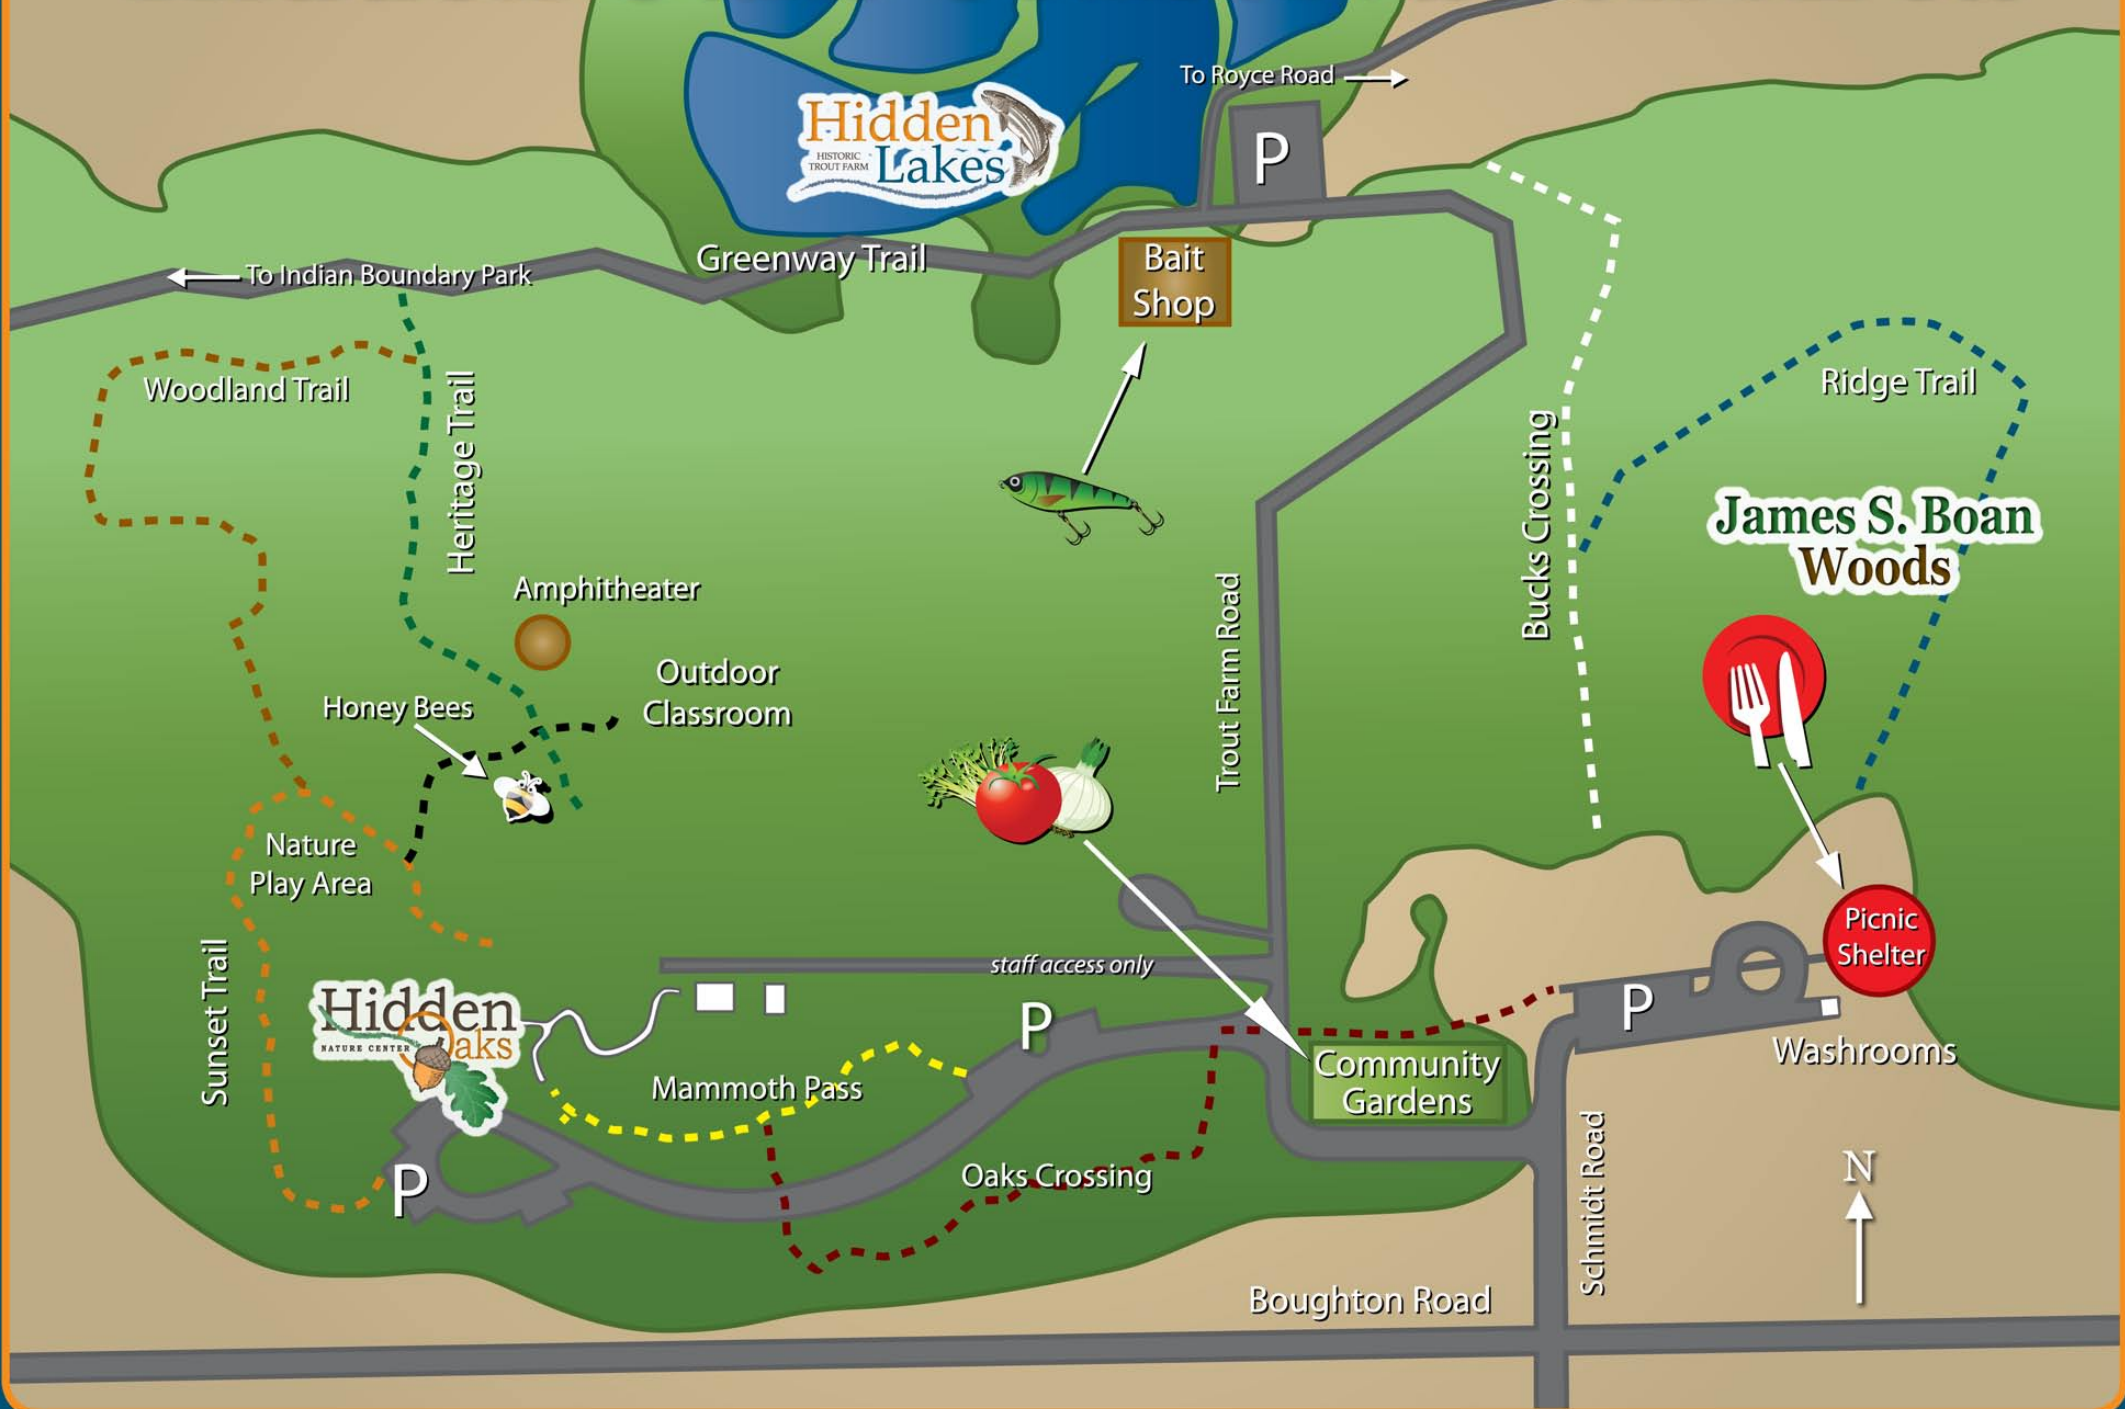 To Royce Road
Hidden
HISTORIC
TROUT FARM
Lakes
P
Greenway Trail
Bait
Shop
To Indian Boundary Park
Woodland Trail
Heritage Trail
Ridge Trail
Bucks Crossing
James S. Boan
Woods
Amphitheater
Trout Farm Road
Outdoor
Classroom
Honey Bees
Nature
Play Area
Picnic
Shelter
Sunset Trail
staff access only
Hidden
NATURE CENTER
Oaks
P
P
Community
Gardens
Washrooms
Mammoth Pass
Oaks Crossing
P
Schmidt Road
N
Boughton Road